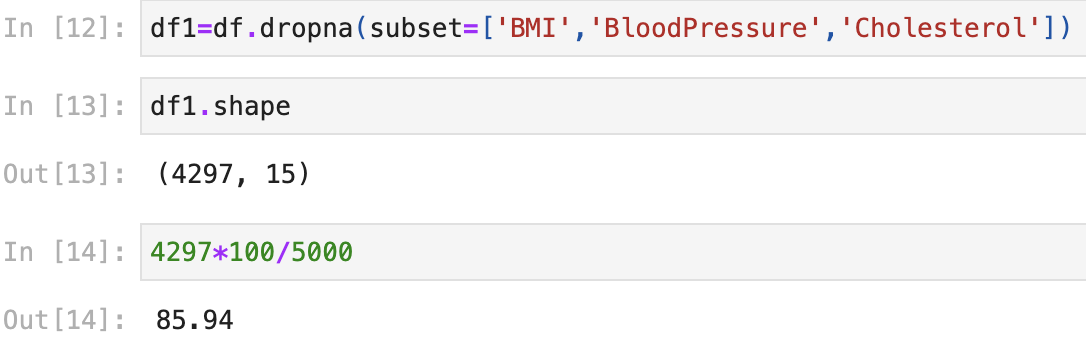 In [12]: df1=df.dropna(subset=['BMI','BloodPressure','Cholesterol'])
In [13]: df1.shape
Out[13]: (4297, 15)
In [14]: 4297*100/5000
Out[14]: 85.94